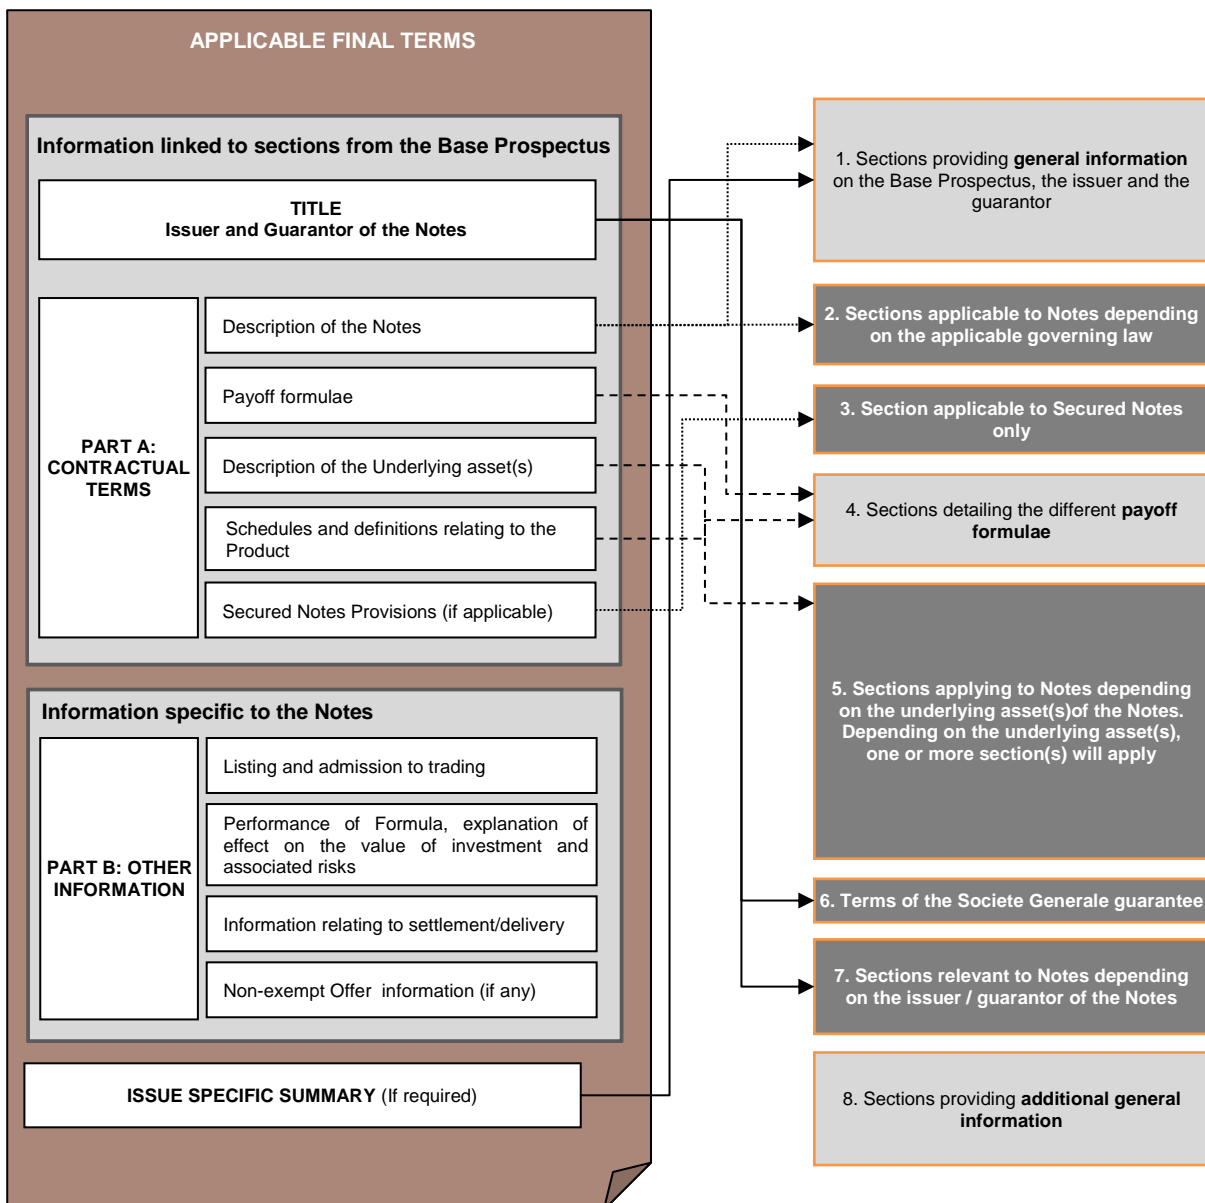 APPLICABLE FINAL TERMS
Information linked to sections from the Base Prospectus
TITLE
Issuer and Guarantor of the Notes
PART A:
CONTRACTUAL
TERMS
Description of the Notes
Payoff formulae
Description of the Underlying asset(s)
Schedules and definitions relating to the
Product
Secured Notes Provisions (if applicable)
Information specific to the Notes
PART B: OTHER
INFORMATION
Listing and admission to trading
Performance of Formula, explanation of
effect on the value of investment and
associated risks
Information relating to settlement/delivery
Non-exempt Offer information (if any)
ISSUE SPECIFIC SUMMARY (If required)
1. Sections providing general information
on the Base Prospectus, the issuer and the
guarantor
2. Sections applicable to Notes depending
on the applicable governing law
3. Section applicable to Secured Notes
only
4. Sections detailing the different payoff
formulae
5. Sections applying to Notes depending
on the underlying asset(s)of the Notes.
Depending on the underlying asset(s),
one or more section(s) will apply
6. Terms of the Societe Generale guarantee
7. Sections relevant to Notes depending
on the issuer / guarantor of the Notes
8. Sections providing additional general
information